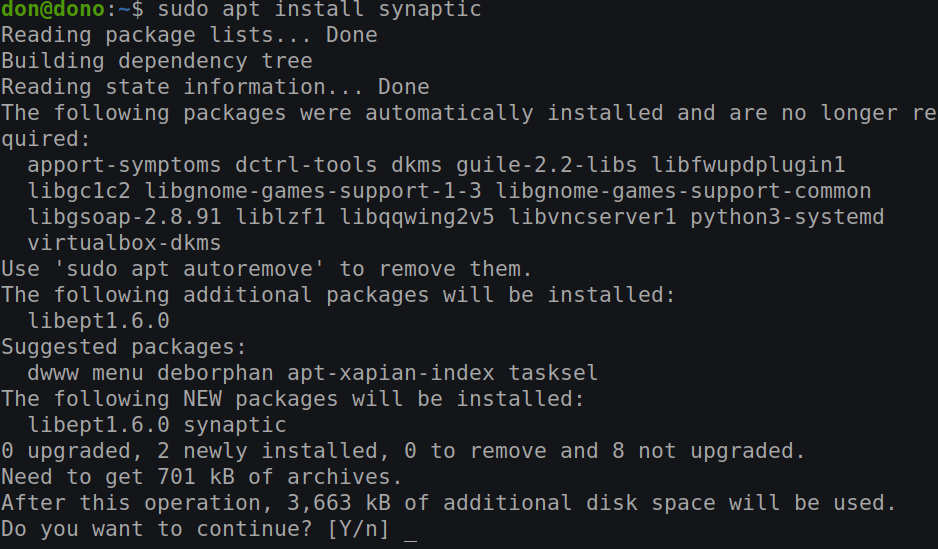 don@dono:~$ sudo apt install synaptic
Reading package lists... Done
Building dependency tree
Reading state information... Done
The following packages were automatically installed and are no longer re
quired:
  apport-symptoms dctrl-tools dkms guile-2.2-libs libfwupdplugin1
  libgc1c2 libgnome-games-support-1-3 libgnome-games-support-common
  libgsoap-2.8.91 liblzf1 libqqwing2v5 libvncserver1 python3-systemd
  virtualbox-dkms
Use 'sudo apt autoremove' to remove them.
The following additional packages will be installed:
  libept1.6.0
Suggested packages:
  dwww menu deborphan apt-xapian-index tasksel
The following NEW packages will be installed:
  libept1.6.0 synaptic
0 upgraded, 2 newly installed, 0 to remove and 8 not upgraded.
Need to get 701 kB of archives.
After this operation, 3,663 kB of additional disk space will be used.
Do you want to continue? [Y/n] _